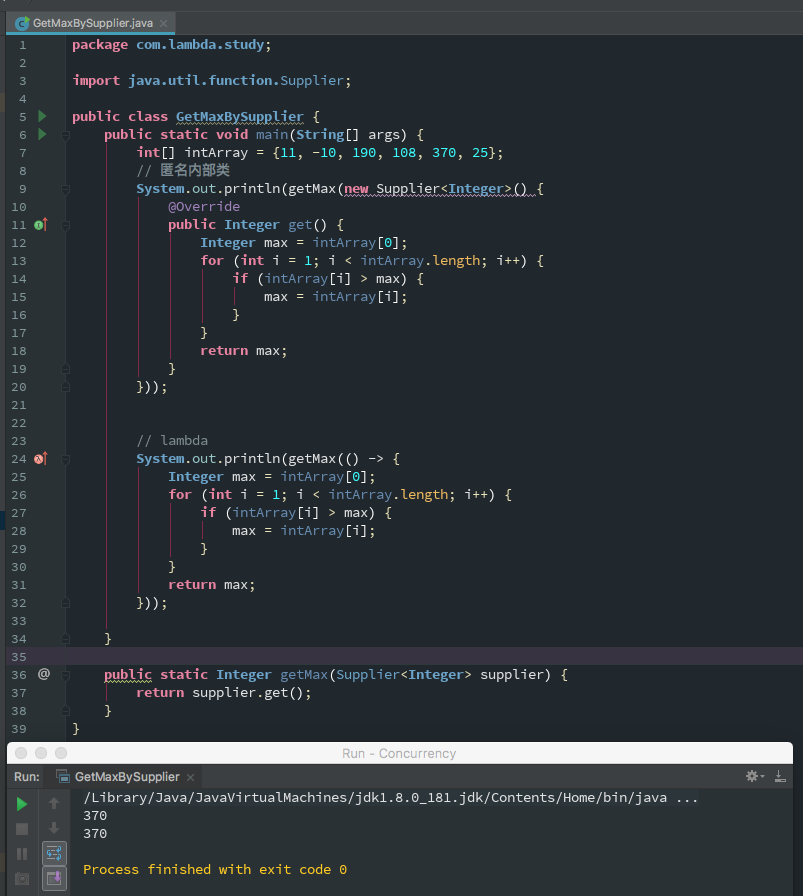 GetMaxBySupplier.java
1 package com.lambda.study;
2
3 import java.util.function.Supplier;
4
5 public class GetMaxBySupplier {
6     public static void main(String[] args) {
7         int[] intArray = {11, -10, 190, 108, 370, 25};
8         // 匿名内部类
9         System.out.println(getMax(new Supplier<Integer>() {
10             @Override
11             public Integer get() {
12                 Integer max = intArray[0];
13                 for (int i = 1; i < intArray.length; i++) {
14                     if (intArray[i] > max) {
15                         max = intArray[i];
16                     }
17                 }
18                 return max;
19             }
20         }));
21
22
23         // lambda
24         System.out.println(getMax(() -> {
25             Integer max = intArray[0];
26             for (int i = 1; i < intArray.length; i++) {
27                 if (intArray[i] > max) {
28                     max = intArray[i];
29                 }
30             }
31             return max;
32         }));
33
34     }
35
36 @    public static Integer getMax(Supplier<Integer> supplier) {
37         return supplier.get();
38     }
39 }
Run - Concurrency
Run: GetMaxBySupplier
/Library/Java/JavaVirtualMachines/jdk1.8.0_181.jdk/Contents/Home/bin/java ...
370
370
Process finished with exit code 0